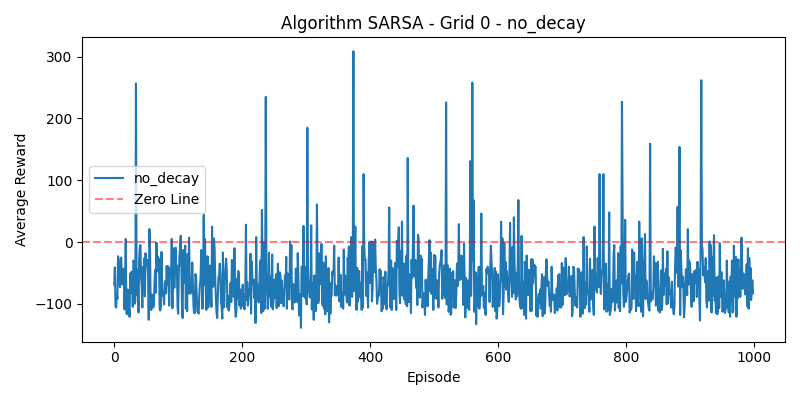 Algorithm SARSA - Grid 0 - no_decay
Average Reward
300
200
100
0
−100
no_decay
Zero Line
0
200
400
600
800
1000
Episode